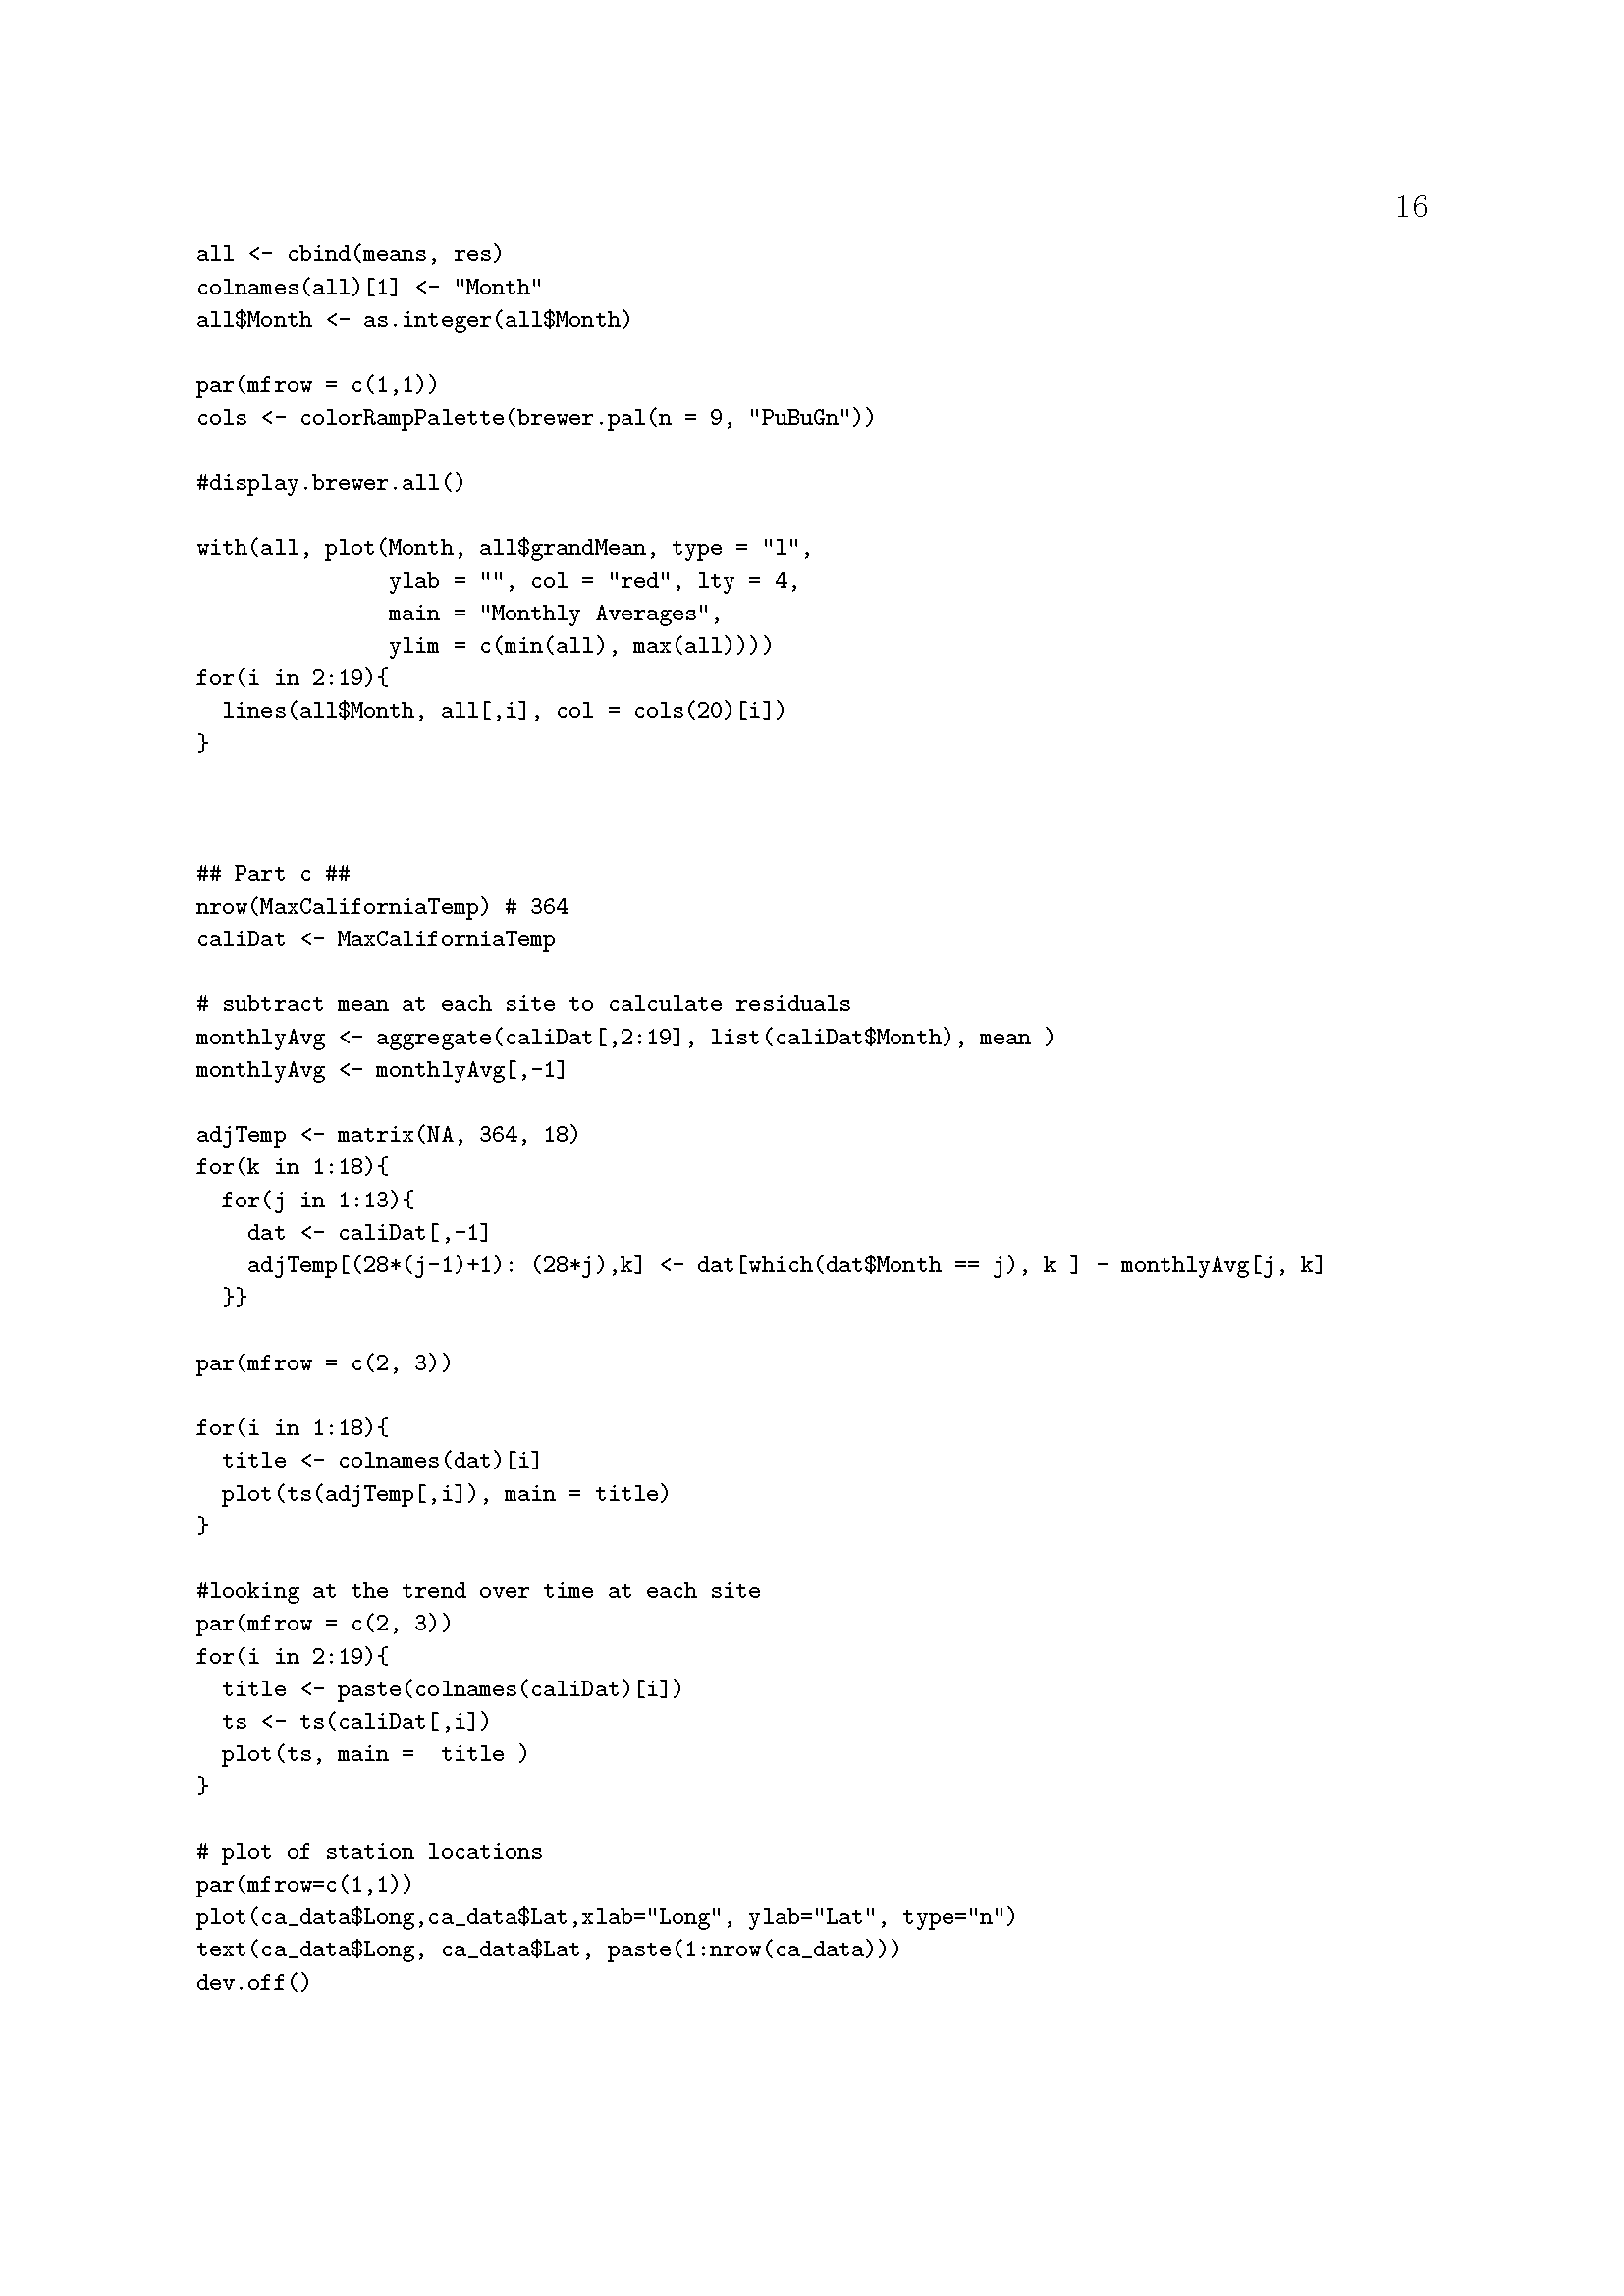 16
all <- cbind(means, res)
colnames(all)[1] <- "Month"
all$Month <- as.integer(all$Month)

par(mfrow = c(1,1))
cols <- colorRampPalette(brewer.pal(n = 9, "PuBuGn"))

#display.brewer.all()

with(all, plot(Month, all$grandMean, type = "l",
               ylab = "", col = "red", lty = 4,
               main = "Monthly Averages",
               ylim = c(min(all), max(all))))
for(i in 2:19){
  lines(all$Month, all[,i], col = cols(20)[i])
}

## Part c ##
nrow(MaxCaliforniaTemp) # 364
caliDat <- MaxCaliforniaTemp

# subtract mean at each site to calculate residuals
monthlyAvg <- aggregate(caliDat[,2:19], list(caliDat$Month), mean )
monthlyAvg <- monthlyAvg[,-1]

adjTemp <- matrix(NA, 364, 18)
for(k in 1:18){
  for(j in 1:13){
    dat <- caliDat[,-1]
    adjTemp[(28*(j-1)+1): (28*j),k] <- dat[which(dat$Month == j), k ] - monthlyAvg[j, k]
  }}

par(mfrow = c(2, 3))

for(i in 1:18){
  title <- colnames(dat)[i]
  plot(ts(adjTemp[,i]), main = title)
}

#looking at the trend over time at each site
par(mfrow = c(2, 3))
for(i in 2:19){
  title <- paste(colnames(caliDat)[i])
  ts <- ts(caliDat[,i])
  plot(ts, main =  title )
}

# plot of station locations
par(mfrow=c(1,1))
plot(ca_data$Long,ca_data$Lat,xlab="Long", ylab="Lat", type="n")
text(ca_data$Long, ca_data$Lat, paste(1:nrow(ca_data)))
dev.off()